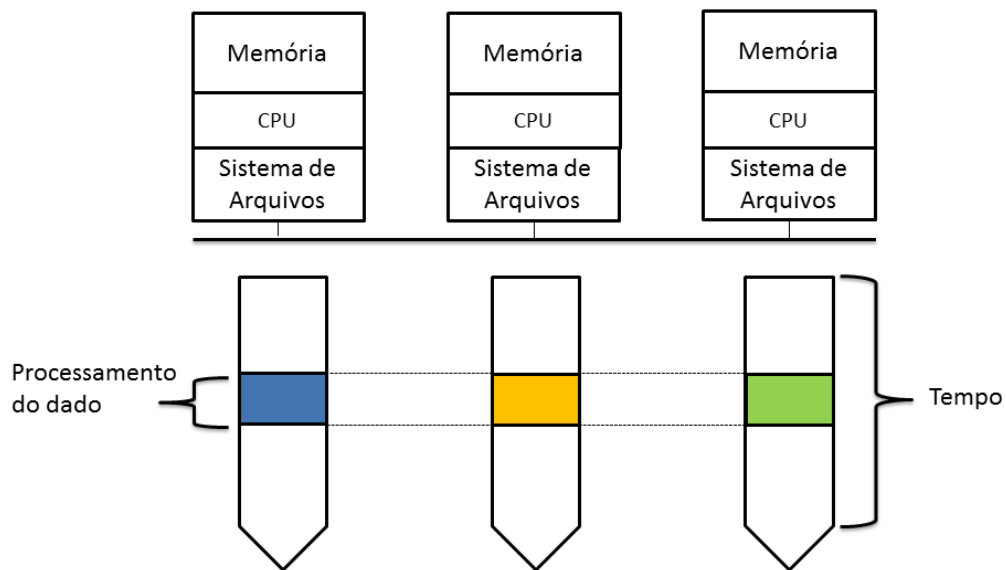 Memória
Memória
Memória
CPU
CPU
CPU
Sistema de
Arquivos
Sistema de
Arquivos
Sistema de
Arquivos
Processamento
do dado
Tempo